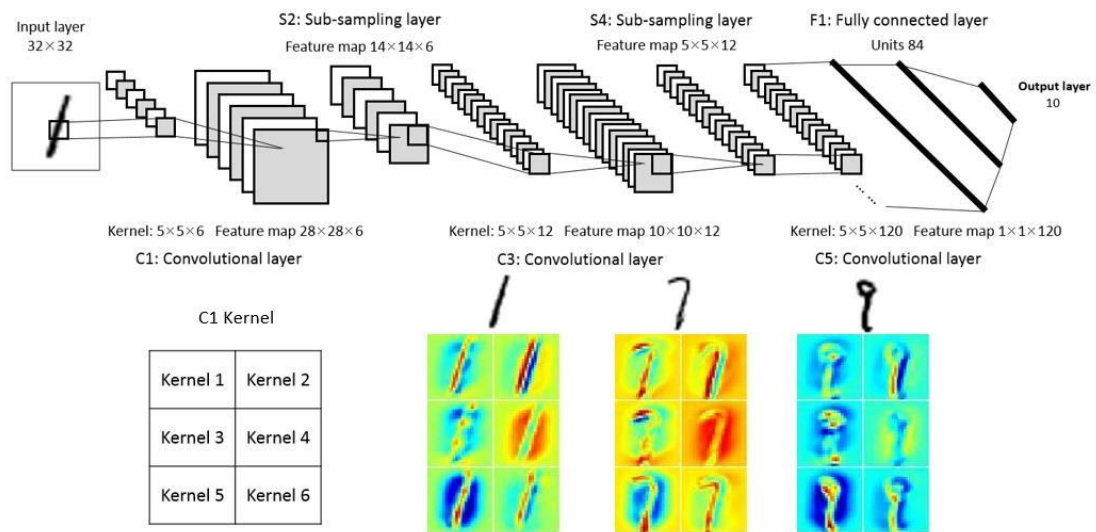 Input layer
32×32
S2: Sub-sampling layer
Feature map 14×14×6
S4: Sub-sampling layer
Feature map 5×5×12
F1: Fully connected layer
Units 84
Output layer
10
Kernel: 5×5×6 Feature map 28×28×6
C1: Convolutional layer
Kernel: 5×5×12 Feature map 10×10×12
C3: Convolutional layer
Kernel: 5×5×120 Feature map 1×1×120
C5: Convolutional layer
C1 Kernel
Kernel 1 Kernel 2
Kernel 3 Kernel 4
Kernel 5 Kernel 6
1 7 9